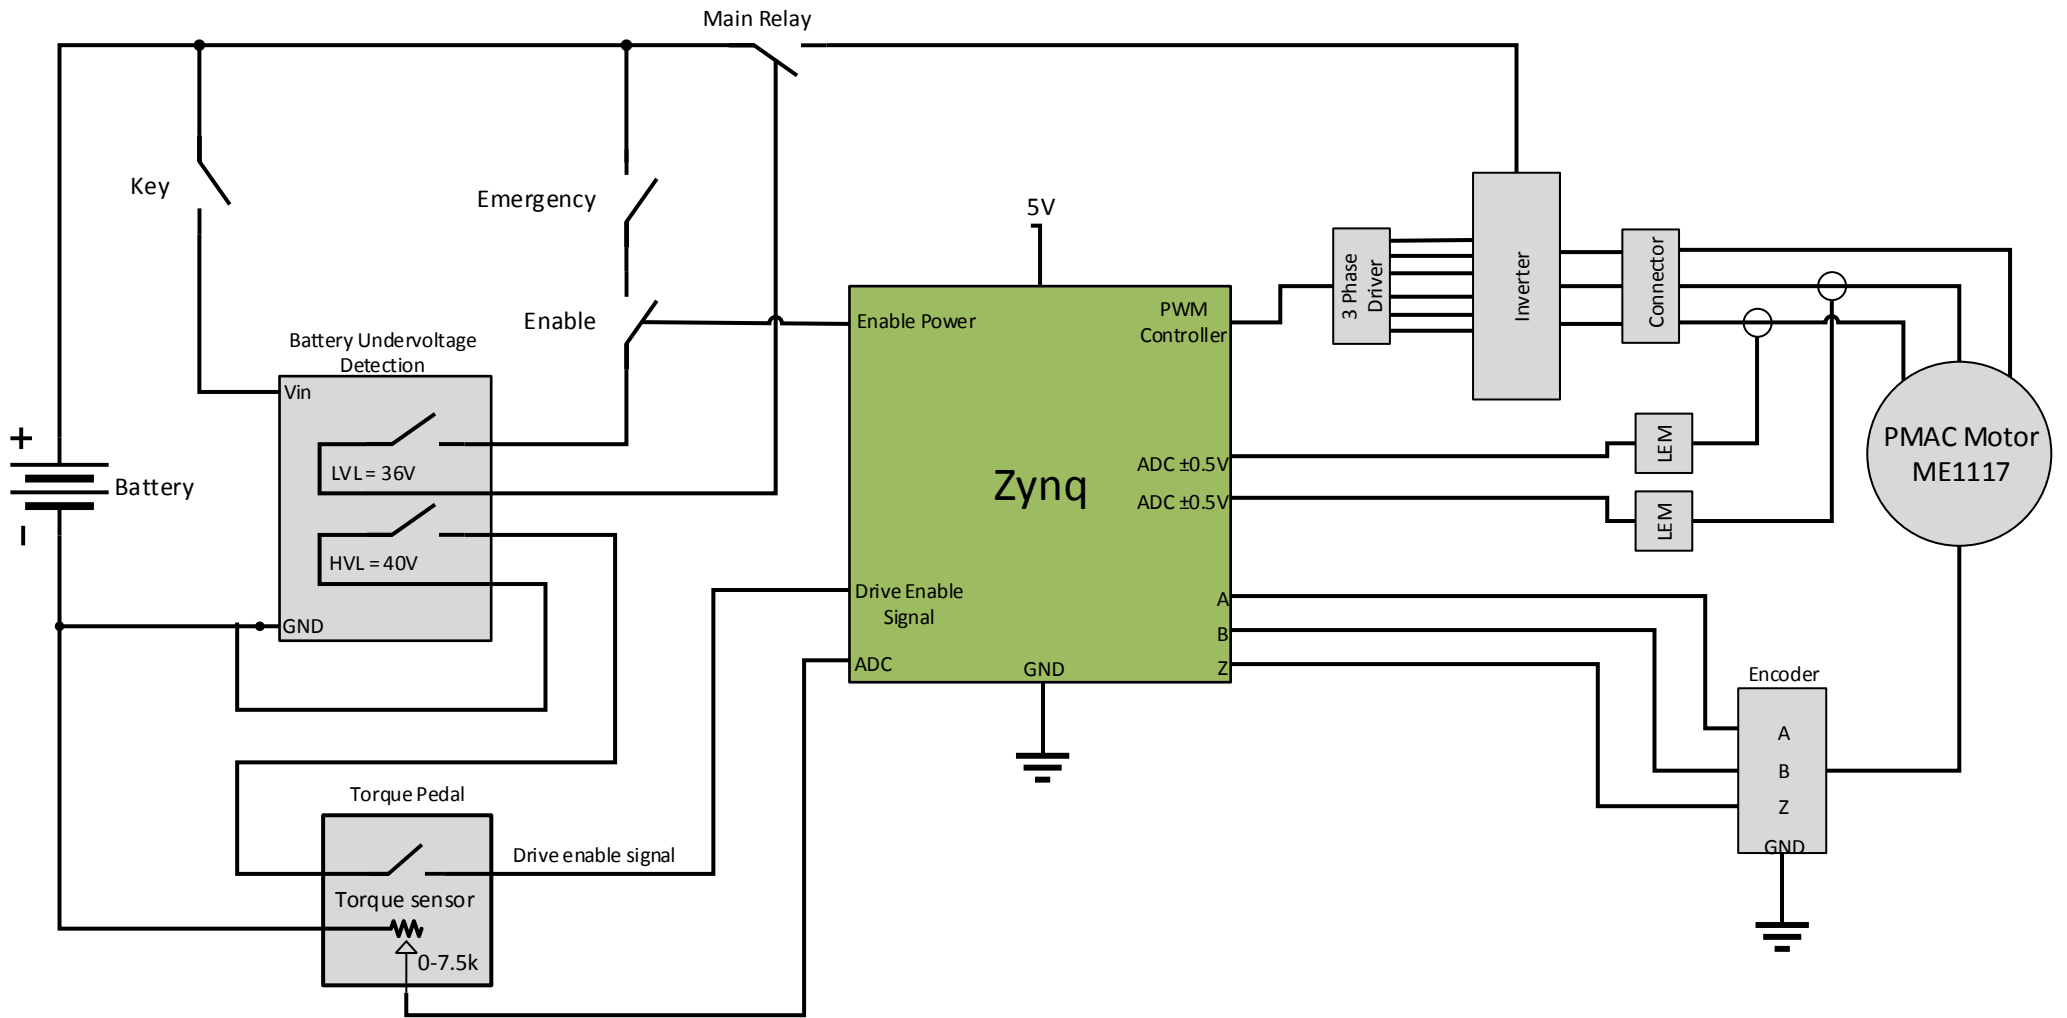 Main Relay
Key
Emergency
5V
Enable
Enable Power
PWM
Controller
3 Phase
Driver
Inverter
Connector
Battery Undervoltage
Detection
Vin
LVL = 36V
HVL = 40V
GND
+
Battery
−
Zynq
ADC ±0.5V
ADC ±0.5V
LEM
LEM
PMAC Motor
ME1117
Drive Enable
Signal
ADC
GND
A
B
Z
Encoder
A
B
Z
GND
Torque Pedal
Drive enable signal
Torque sensor
0-7.5k